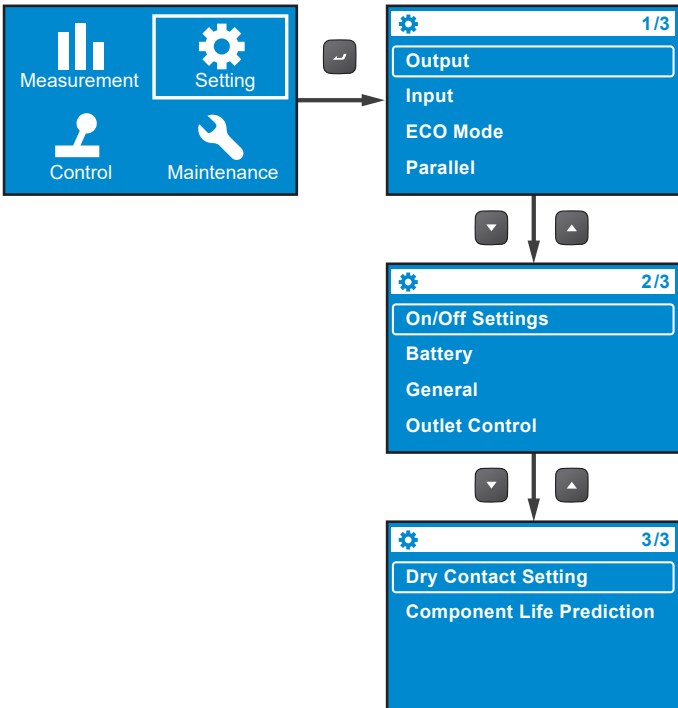 Measurement
Setting
Control
Maintenance
1/3
Output
Input
ECO Mode
Parallel
2/3
On/Off Settings
Battery
General
Outlet Control
3/3
Dry Contact Setting
Component Life Prediction